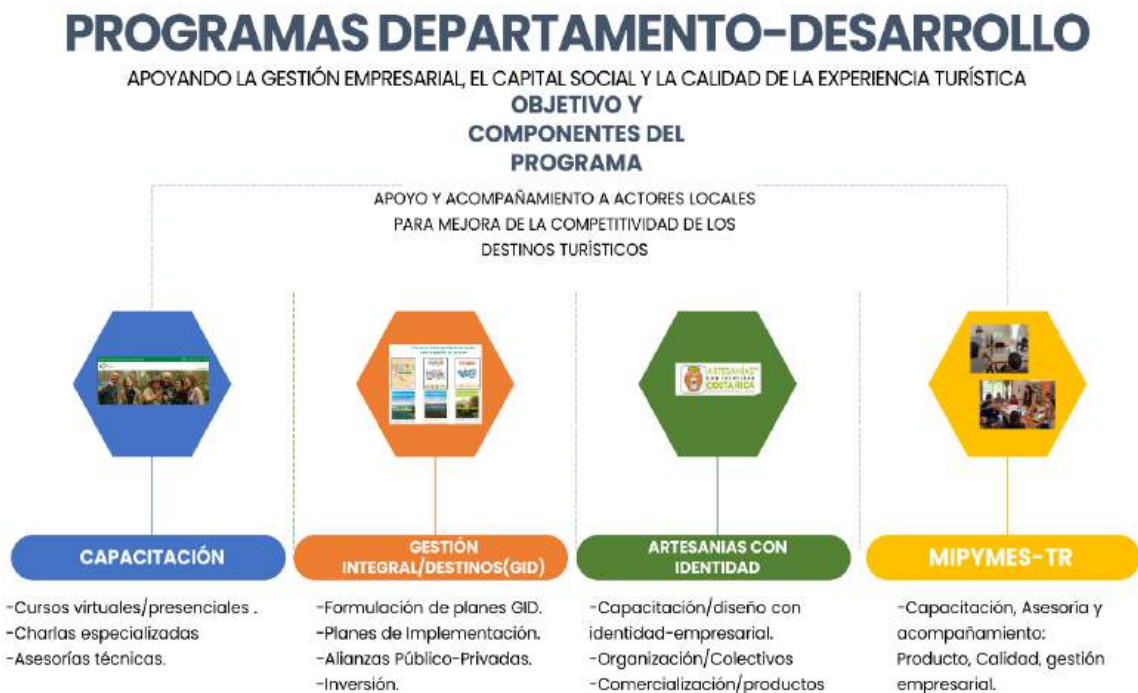 PROGRAMAS DEPARTAMENTO-DESARROLLO
APOYANDO LA GESTIÓN EMPRESARIAL, EL CAPITAL SOCIAL Y LA CALIDAD DE LA EXPERIENCIA TURÍSTICA
OBJETIVO Y
COMPONENTES DEL
PROGRAMA
APOYO Y ACOMPAÑAMIENTO A ACTORES LOCALES
PARA MEJORA DE LA COMPETITIVIDAD DE LOS
DESTINOS TURÍSTICOS
ARTESANÍAS
CON IDENTIDAD
COSTA RICA
CAPACITACIÓN
-Cursos virtuales/presenciales .
-Charlas especializadas
-Asesorías técnicas.
GESTIÓN
INTEGRAL/DESTINOS(GID)
-Formulación de planes GID.
-Planes de Implementación.
-Alianzas Público-Privadas.
-Inversión.
ARTESANIAS CON
IDENTIDAD
-Capacitación/diseño con
identidad-empresarial.
-Organización/Colectivos
-Comercialización/productos
MIPYMES-TR
-Capacitación, Asesoría y
acompañamiento:
Producto, Calidad, gestión
empresarial.